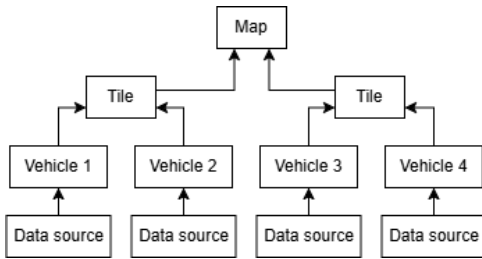 Map
Tile
Tile
Vehicle 1
Vehicle 2
Vehicle 3
Vehicle 4
Data source
Data source
Data source
Data source